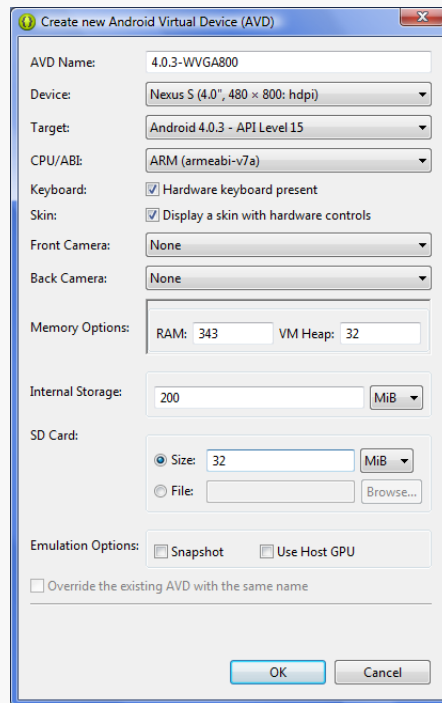 Create new Android Virtual Device (AVD)
AVD Name: 4.0.3-WVGA800
Device: Nexus S (4.0", 480 × 800: hdpi)
Target: Android 4.0.3 - API Level 15
CPU/ABI: ARM (armeabi-v7a)
Keyboard: Hardware keyboard present
Skin: Display a skin with hardware controls
Front Camera: None
Back Camera: None
Memory Options: RAM: 343 VM Heap: 32
Internal Storage: 200 MiB
SD Card:
Size: 32 MiB
File: Browse...
Emulation Options: Snapshot Use Host GPU
Override the existing AVD with the same name
OK Cancel